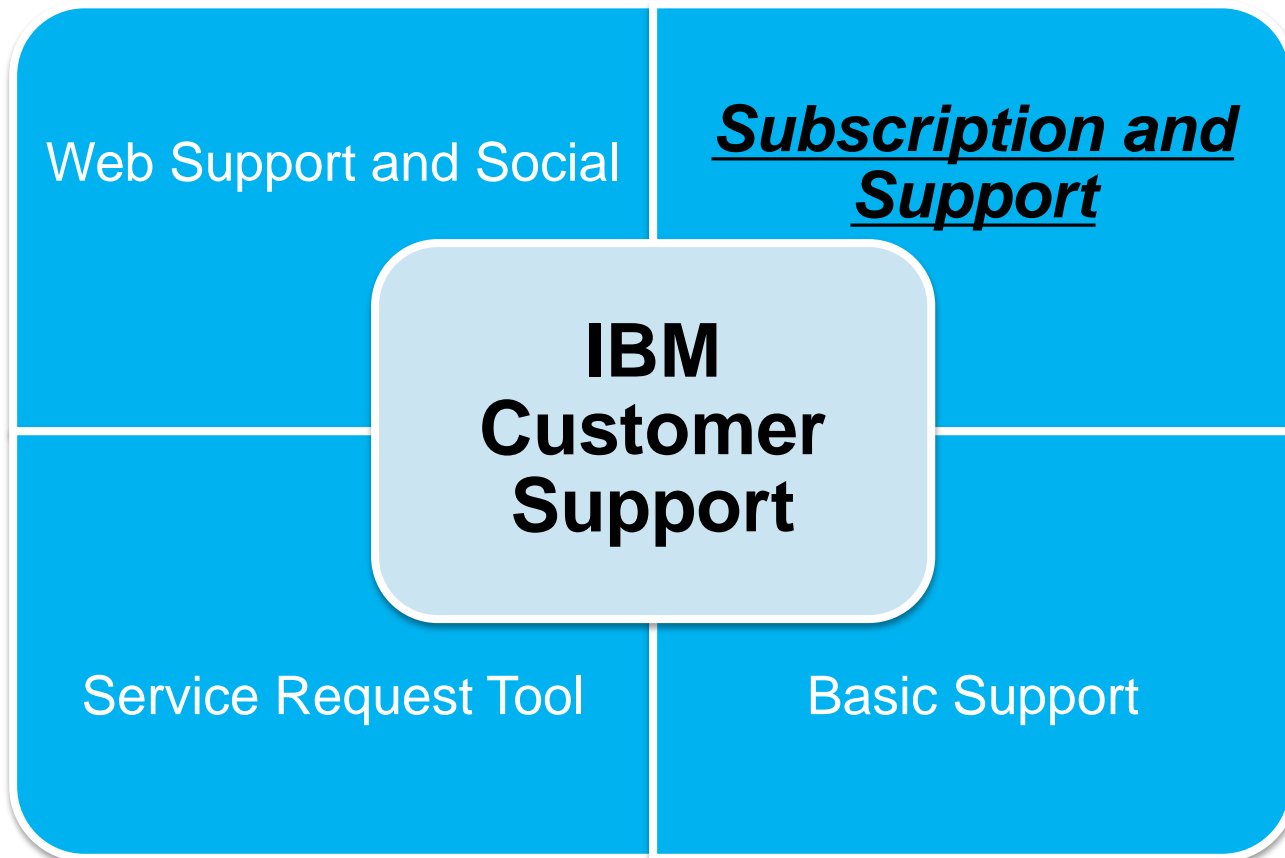 Web Support and Social
Subscription and
Support
IBM
Customer
Support
Service Request Tool
Basic Support